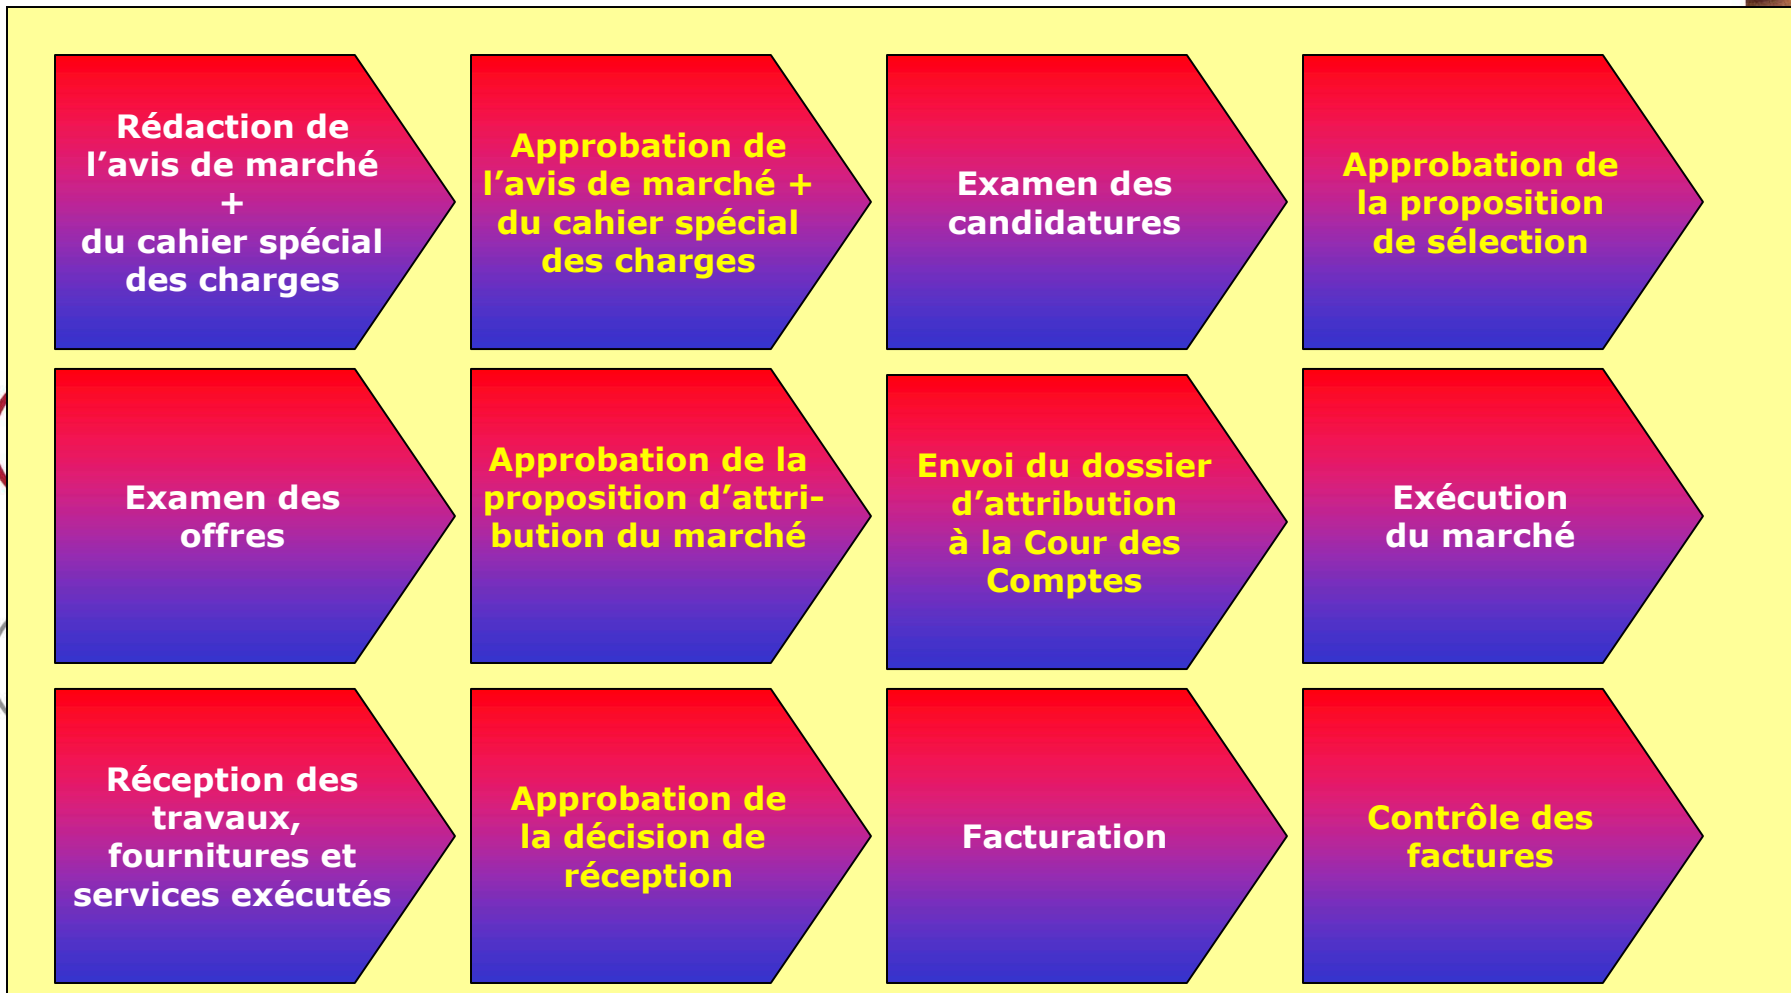 Rédaction de
l’avis de marché
+
du cahier spécial
des charges
Approbation de
l’avis de marché +
du cahier spécial
des charges
Examen des
candidatures
Approbation de
la proposition
de sélection
Examen des
offres
Approbation de la
proposition d’attri–
bution du marché
Envoi du dossier
d’attribution
à la Cour des
Comptes
Exécution
du marché
Réception des
travaux,
fournitures et
services exécutés
Approbation de
la décision de
réception
Facturation
Contrôle des
factures